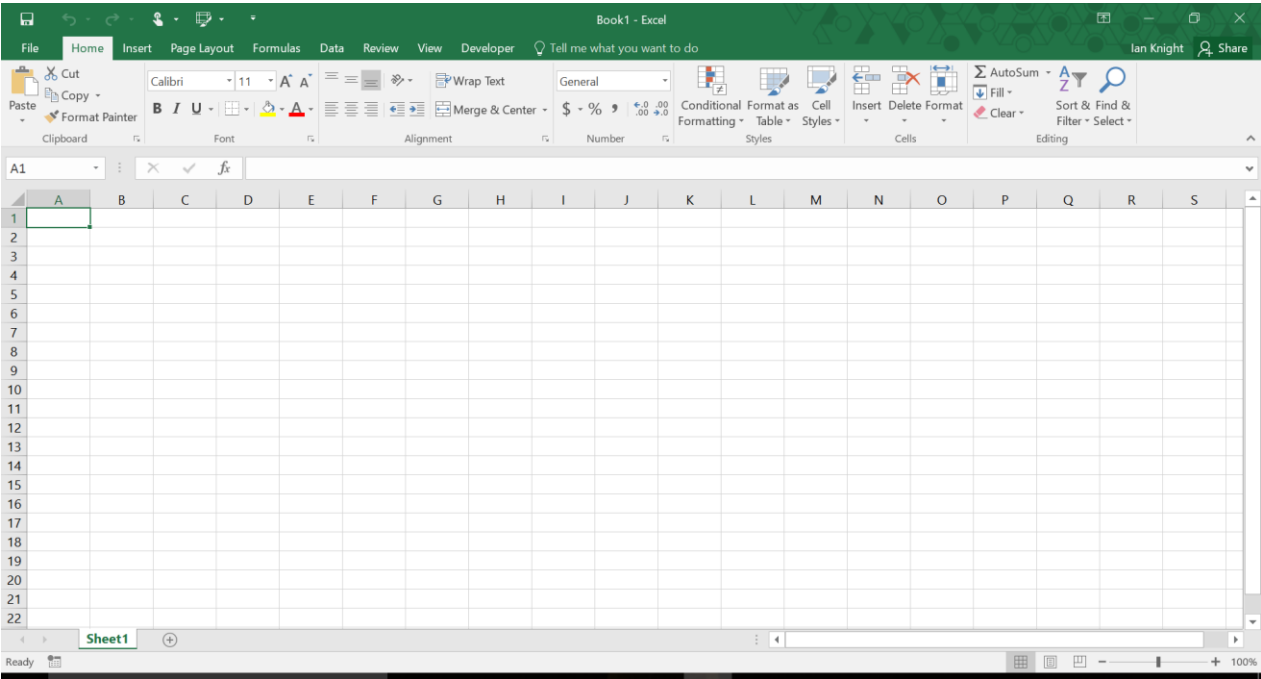 Book1 - Excel
File Home Insert Page Layout Formulas Data Review View Developer Tell me what you want to do Ian Knight Share
Cut Calibri 11 A A Wrap Text General AutoSum
Copy Fill
Paste Format Painter B I U A Merge & Center $ % , .0 .00 .00 .0 Conditional Formatting Format as Table Cell Styles Insert Delete Format Clear Sort & Filter Find & Select
Clipboard Font Alignment Number Styles Cells Editing
A1 fx
A B C D E F G H I J K L M N O P Q R S
1
2
3
4
5
6
7
8
9
10
11
12
13
14
15
16
17
18
19
20
21
22
Sheet1
Ready 100%